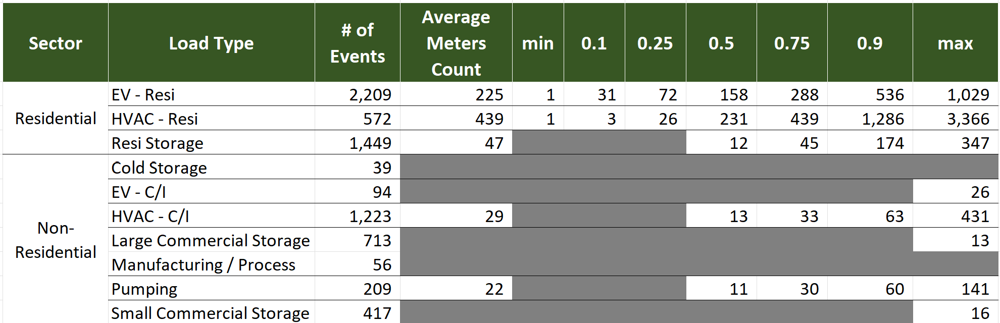 Sector Load Type # of Events Average Meters Count min 0.1 0.25 0.5 0.75 0.9 max
Residential
EV - Resi 2,209 225 1 31 72 158 288 536 1,029
HVAC - Resi 572 439 1 3 26 231 439 1,286 3,366
Resi Storage 1,449 47 12 45 174 347
Non-Residential
Cold Storage 39
EV - C/I 94 26
HVAC - C/I 1,223 29 13 33 63 431
Large Commercial Storage 713 13
Manufacturing / Process 56
Pumping 209 22 11 30 60 141
Small Commercial Storage 417 16